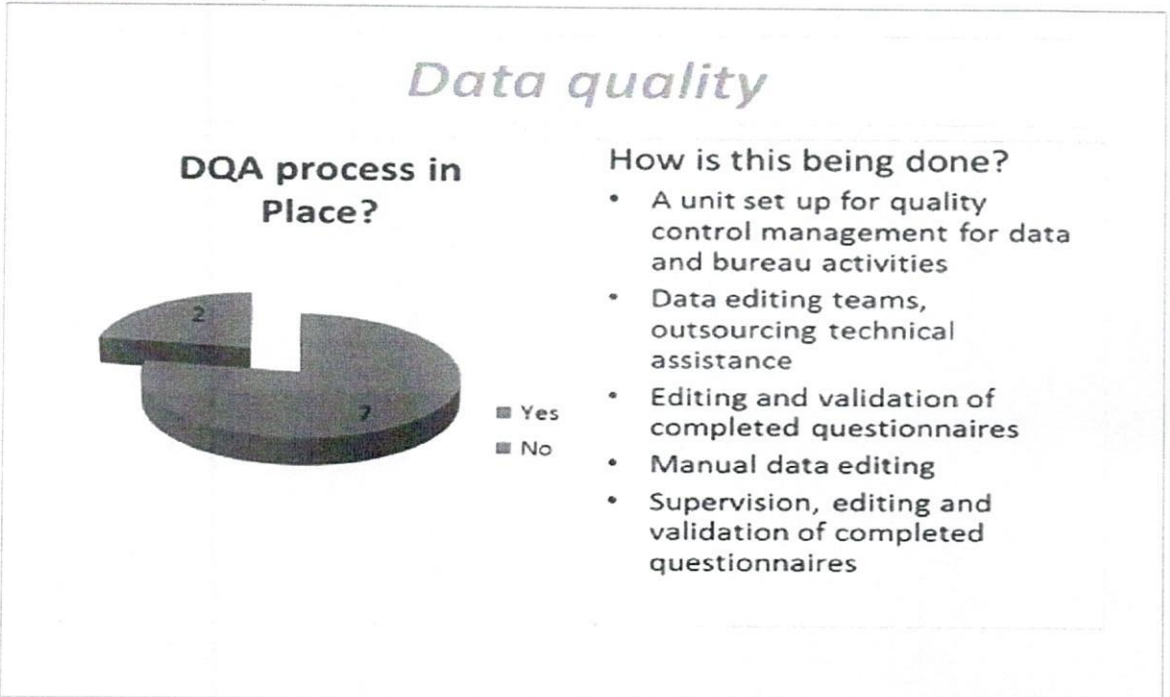 Data quality
DQA process in
Place?
2
7
Yes
No
How is this being done?
• A unit set up for quality
control management for data
and bureau activities
• Data editing teams,
outsourcing technical
assistance
• Editing and validation of
completed questionnaires
• Manual data editing
• Supervision, editing and
validation of completed
questionnaires